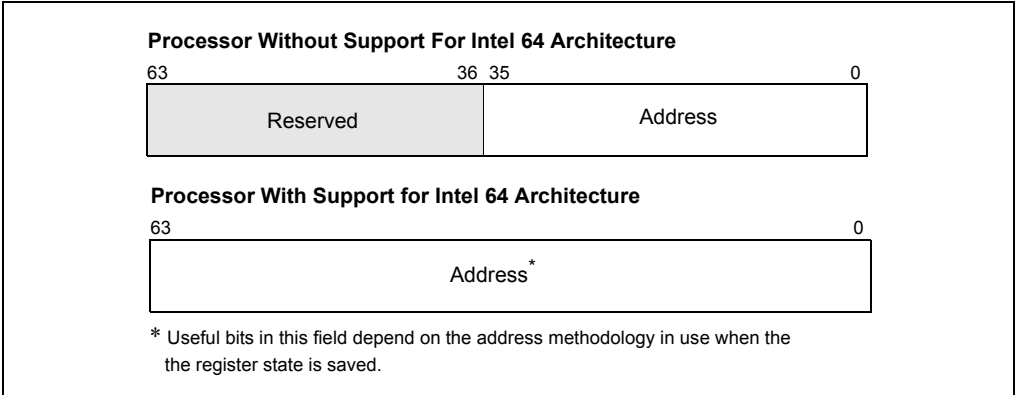 Processor Without Support For Intel 64 Architecture
63 36 35 0
Reserved Address
Processor With Support for Intel 64 Architecture
63 0
Address*
* Useful bits in this field depend on the address methodology in use when the
the register state is saved.